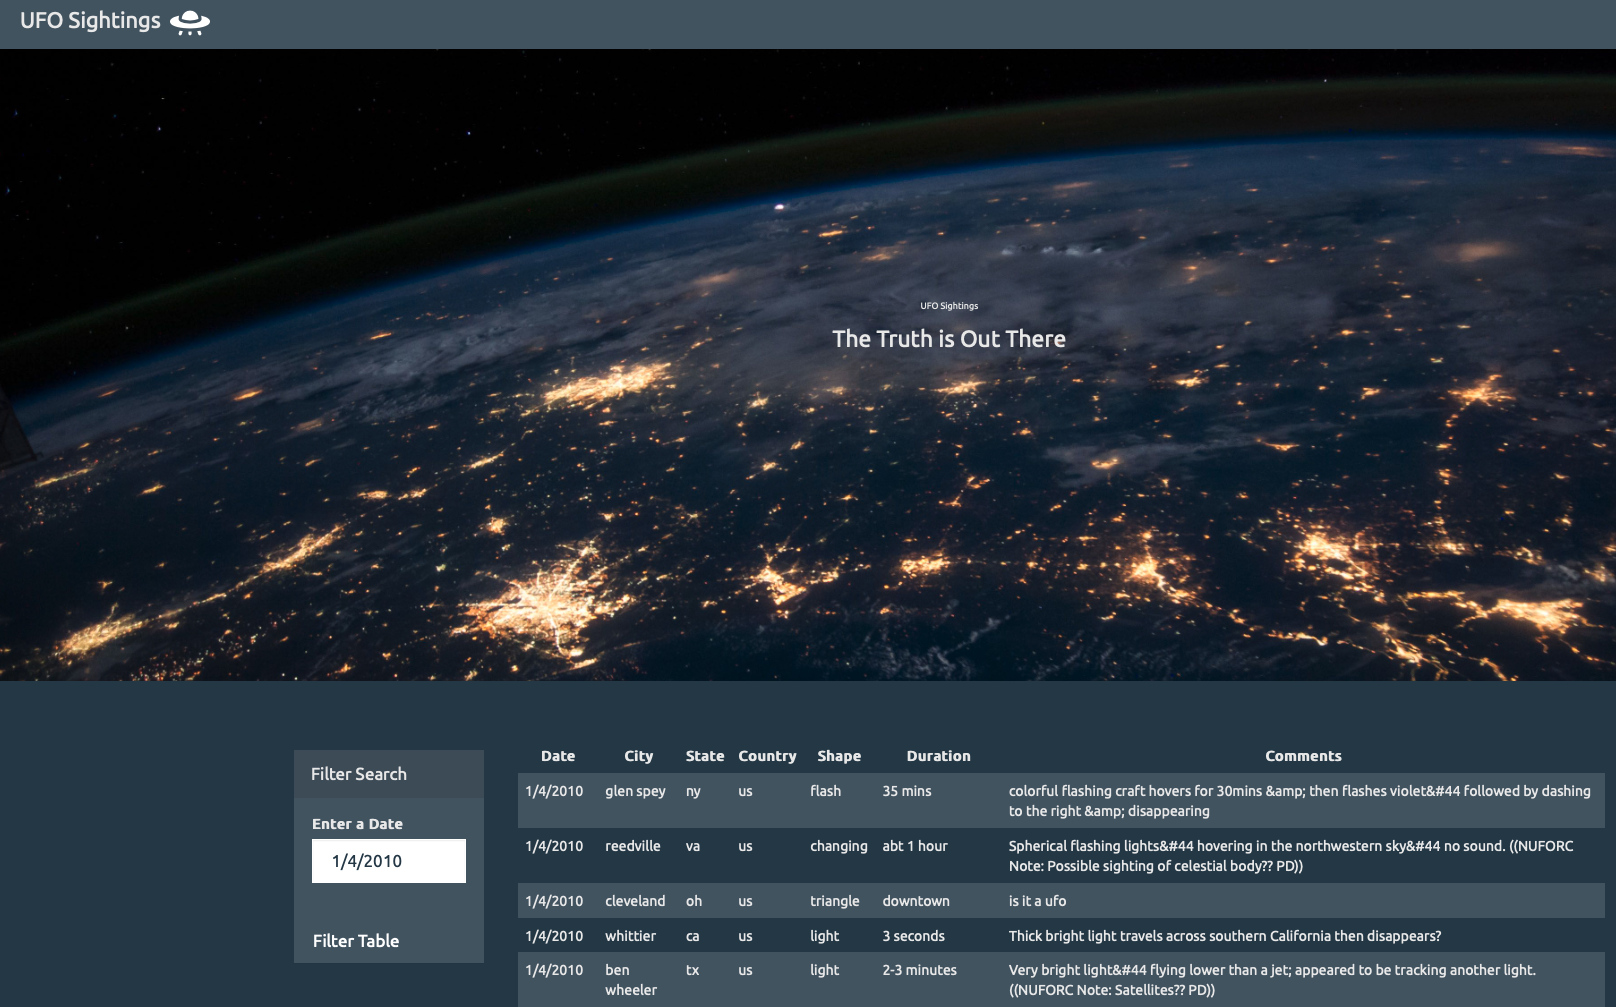 UFO Sightings
UFO Sightings
The Truth is Out There
Filter Search
Enter a Date
1/4/2010
Filter Table
Date City State Country Shape Duration Comments
1/4/2010 glen spey ny us flash 35 mins colorful flashing craft hovers for 30mins &amp; then flashes violet&#44 followed by dashing
to the right &amp; disappearing
1/4/2010 reedville va us changing abt 1 hour Spherical flashing lights&#44 hovering in the northwestern sky&#44 no sound. ((NUFORC
Note: Possible sighting of celestial body?? PD))
1/4/2010 cleveland oh us triangle downtown is it a ufo
1/4/2010 whittier ca us light 3 seconds Thick bright light travels across southern California then disappears?
1/4/2010 ben tx us light 2-3 minutes Very bright light&#44 flying lower than a jet; appeared to be tracking another light.
wheeler ((NUFORC Note: Satellites?? PD))